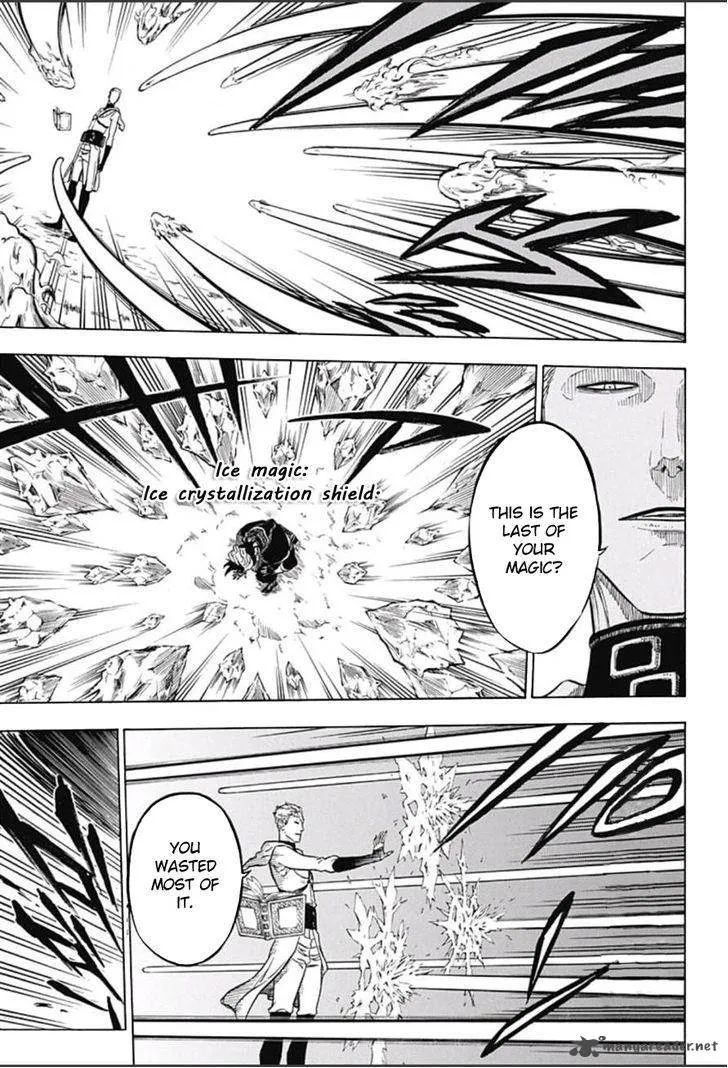 THIS IS THE
LAST OF
YOUR
MAGIC?
Ice magic:
Ice crystallization shield:
YOU
WASTED
MOST OF
IT.
mangareader.net